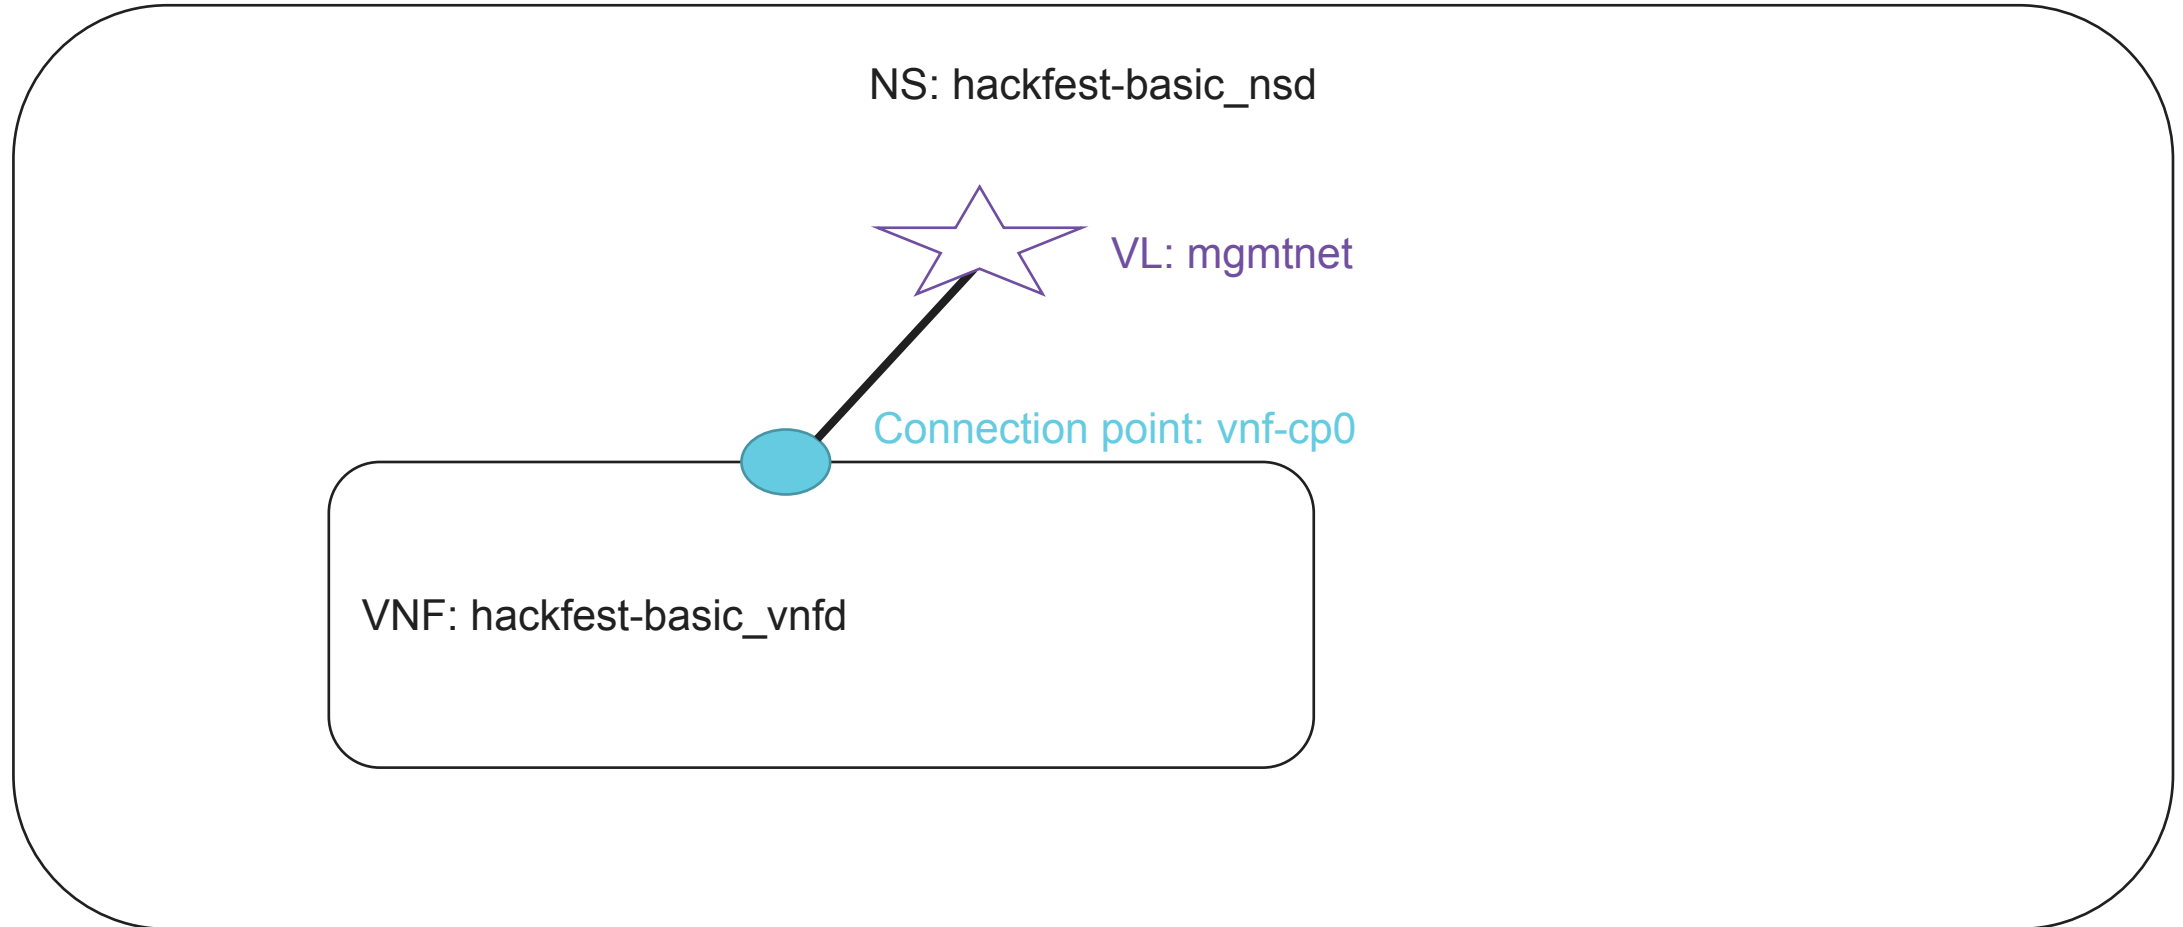 NS: hackfest-basic_nsd
VL: mgmtnet
Connection point: vnf-cp0
VNF: hackfest-basic_vnfd